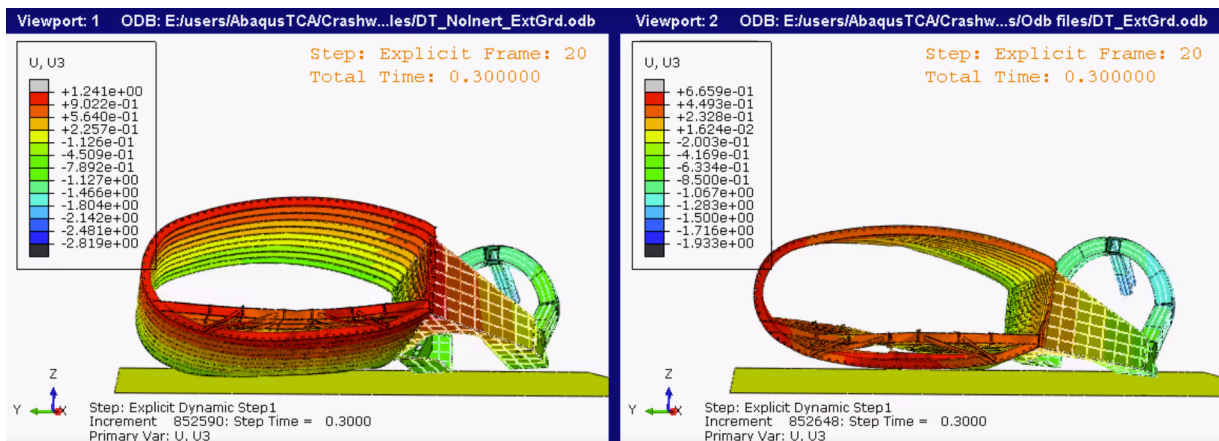 Viewport: 1 ODB: E:/users/AbaqusTCA/Crashw...les/DT_NoInert_ExtGrd.odb
Step: Explicit Frame: 20
Total Time: 0.300000
U, U3
+1.241e+00
+9.022e-01
+5.640e-01
+2.257e-01
-1.126e-01
-4.509e-01
-7.892e-01
-1.127e+00
-1.466e+00
-1.804e+00
-2.142e+00
-2.481e+00
-2.819e+00
Z
Y
X
Step: Explicit Dynamic Step1
Increment 852590: Step Time = 0.3000
Primary Var: U, U3
Viewport: 2 ODB: E:/users/AbaqusTCA/Crashw...s/Odb files/DT_ExtGrd.odb
Step: Explicit Frame: 20
Total Time: 0.300000
U, U3
+6.659e-01
+4.493e-01
+2.328e-01
+1.624e-02
-2.003e-01
-4.169e-01
-6.334e-01
-8.500e-01
-1.067e+00
-1.283e+00
-1.500e+00
-1.716e+00
-1.933e+00
Z
Y
X
Step: Explicit Dynamic Step1
Increment 852648: Step Time = 0.3000
Primary Var: U, U3